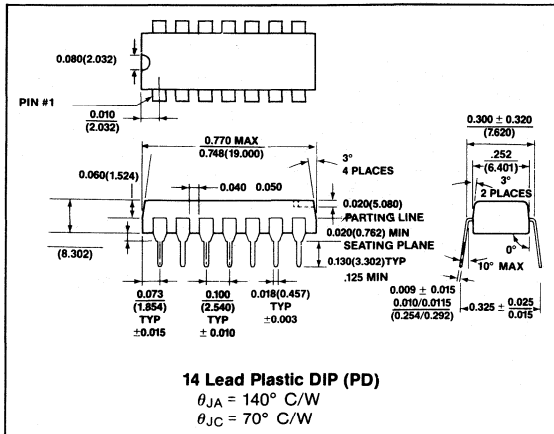 0.080(2.032)
PIN #1
0.010
(2.032)
0.300 ± 0.320
(7.620)
0.770 MAX
0.748(19.000)
.252
(6.401)
3°
4 PLACES
3°
2 PLACES
0.060(1.524)
0.040 0.050
0.020(5.080)
PARTING LINE
0.020(0.762) MIN
SEATING PLANE
0°
(8.302)
0.130(3.302)TYP
.125 MIN
10° MAX
0.073
(1.854)
TYP
±0.015
0.100
(2.540)
TYP
± 0.010
0.018(0.457)
TYP
±0.003
0.009 ± 0.015
0.010/0.0115
(0.254/0.292)
0.325 ± 0.025
0.015
14 Lead Plastic DIP (PD)
θJA = 140° C/W
θJC = 70° C/W